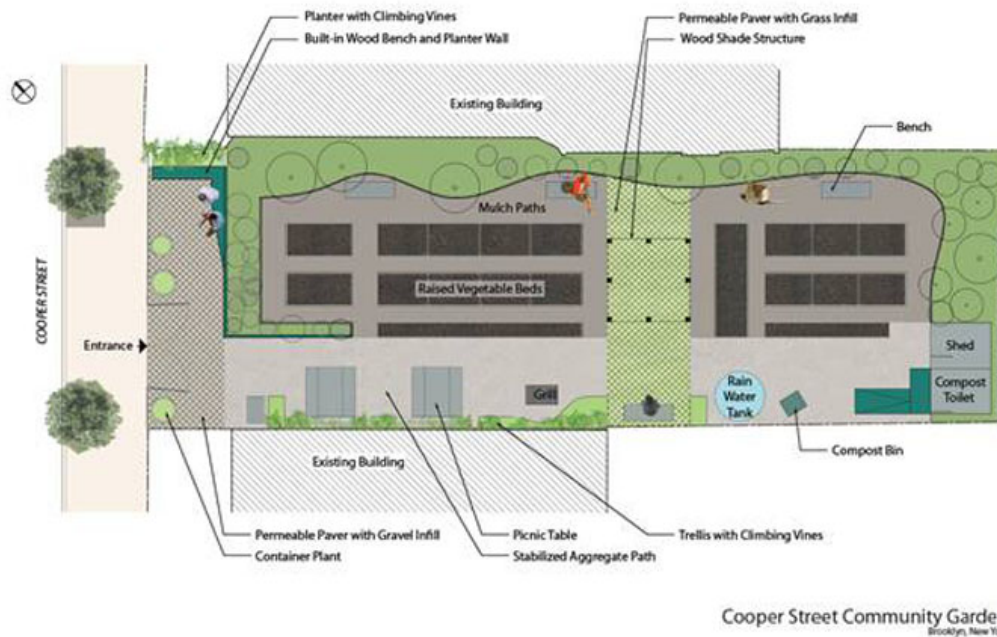 Planter with Climbing Vines
Built-in Wood Bench and Planter Wall
Permeable Paver with Grass Infill
Wood Shade Structure
Existing Building
Bench
Mulch Paths
Raised Vegetable Beds
COOPER STREET
Entrance
Shed
Grill
Rain
Water
Tank
Compost
Toilet
Compost Bin
Existing Building
Permeable Paver with Gravel Infill
Container Plant
Picnic Table
Stabilized Aggregate Path
Trellis with Climbing Vines
Cooper Street Community Garde
Brooklyn, New Yo